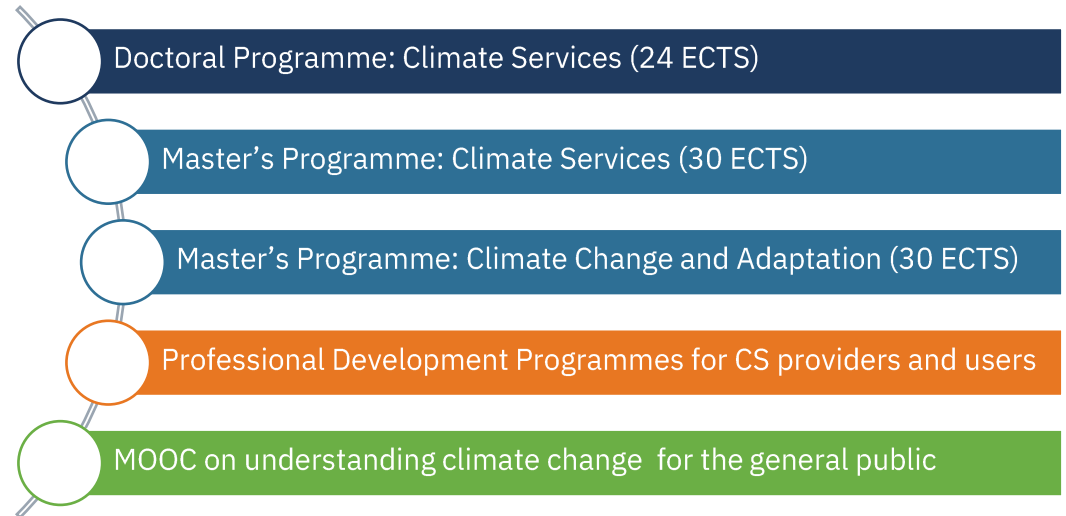 Doctoral Programme: Climate Services (24 ECTS)
Master’s Programme: Climate Services (30 ECTS)
Master’s Programme: Climate Change and Adaptation (30 ECTS)
Professional Development Programmes for CS providers and users
MOOC on understanding climate change  for the general public